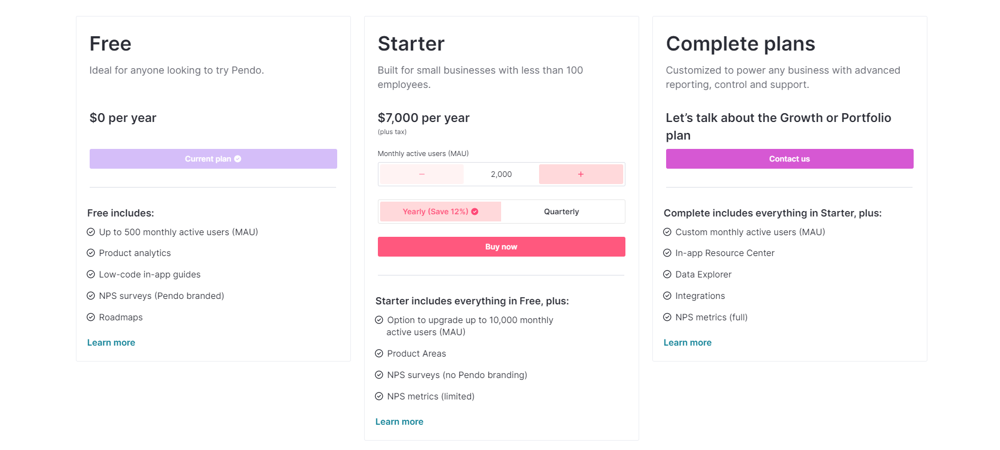 Free
Ideal for anyone looking to try Pendo.
$0 per year
Current plan
Free includes:
Up to 500 monthly active users (MAU)
Product analytics
Low-code in-app guides
NPS surveys (Pendo branded)
Roadmaps
Learn more
Starter
Built for small businesses with less than 100
employees.
$7,000 per year
(plus tax)
Monthly active users (MAU)
− 2,000 +
Yearly (Save 12%) Quarterly
Buy now
Starter includes everything in Free, plus:
Option to upgrade up to 10,000 monthly
active users (MAU)
Product Areas
NPS surveys (no Pendo branding)
NPS metrics (limited)
Learn more
Complete plans
Customized to power any business with advanced
reporting, control and support.
Let’s talk about the Growth or Portfolio
plan
Contact us
Complete includes everything in Starter, plus:
Custom monthly active users (MAU)
In-app Resource Center
Data Explorer
Integrations
NPS metrics (full)
Learn more